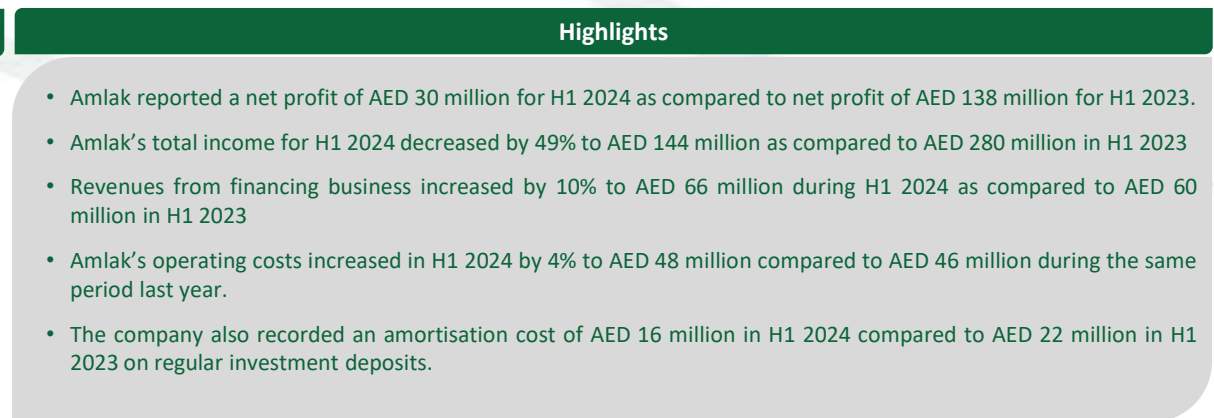 Highlights
• Amlak reported a net profit of AED 30 million for H1 2024 as compared to net profit of AED 138 million for H1 2023.
• Amlak’s total income for H1 2024 decreased by 49% to AED 144 million as compared to AED 280 million in H1 2023
• Revenues from financing business increased by 10% to AED 66 million during H1 2024 as compared to AED 60
million in H1 2023
• Amlak’s operating costs increased in H1 2024 by 4% to AED 48 million compared to AED 46 million during the same
period last year.
• The company also recorded an amortisation cost of AED 16 million in H1 2024 compared to AED 22 million in H1
2023 on regular investment deposits.